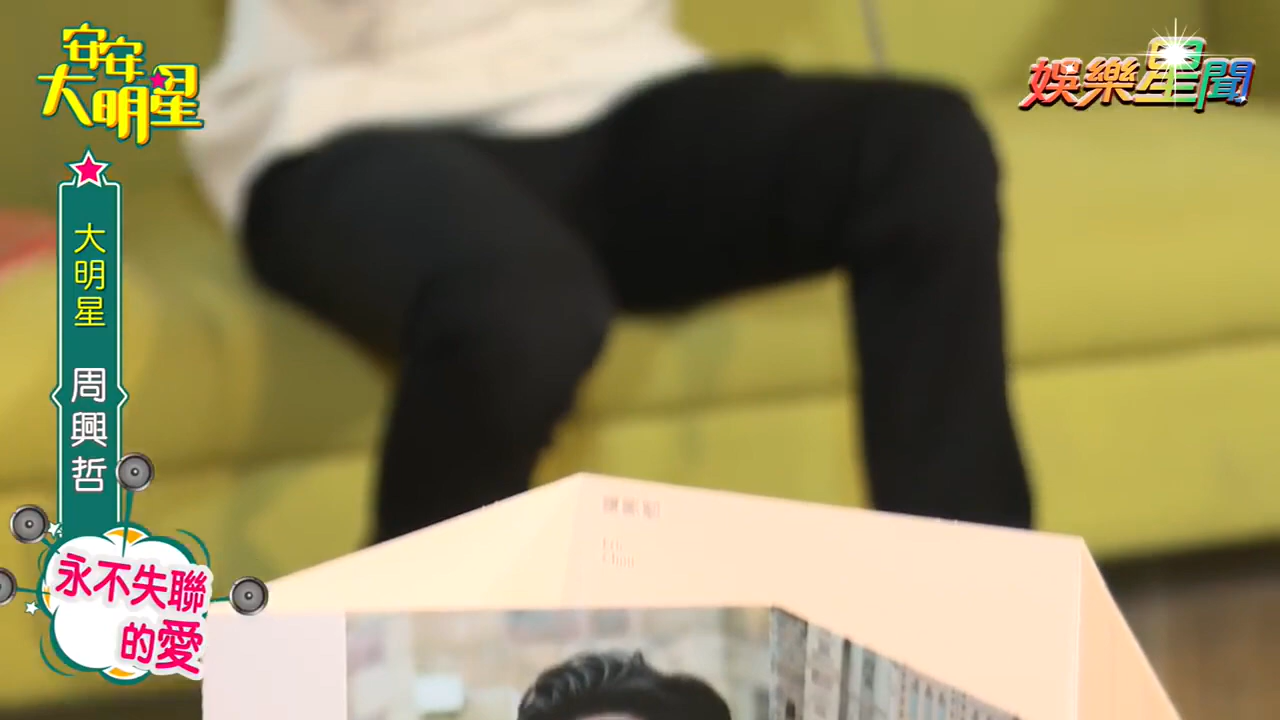 安安
大明星
娛樂星聞
大明星 周興哲
永不失聯
的愛